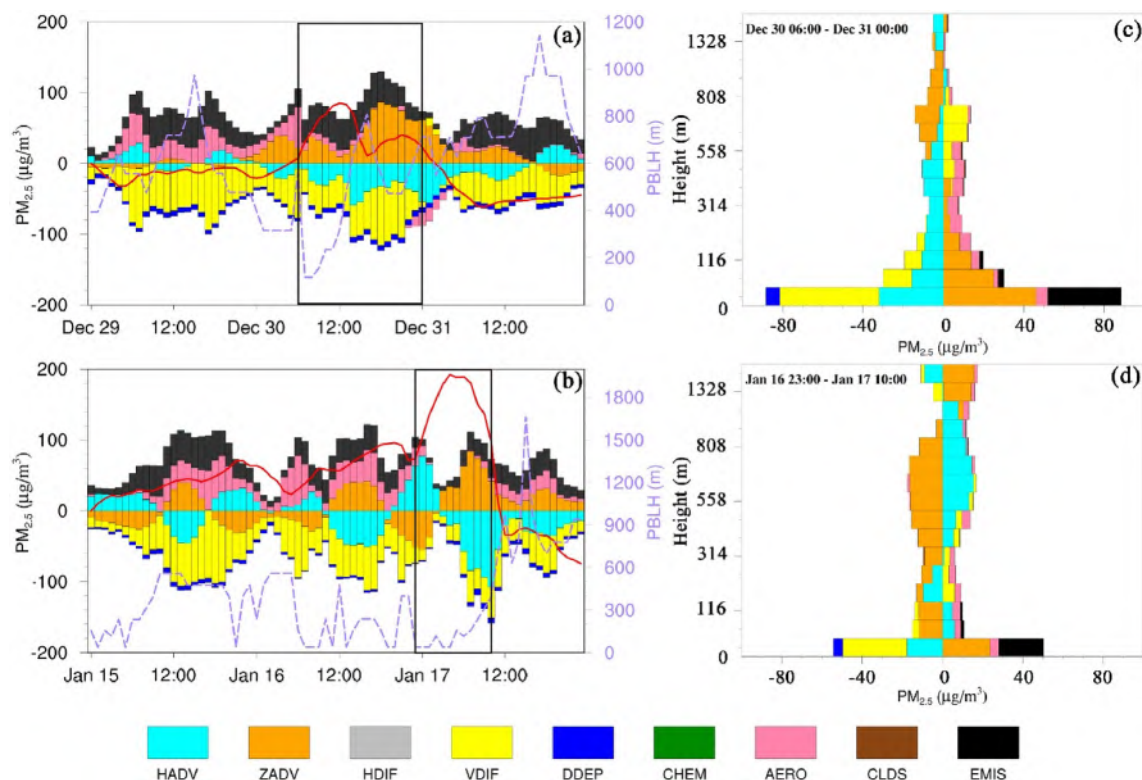 (a)
PM2.5 (μg/m³)
200
100
0
-100
-200
Dec 29 12:00 Dec 30 12:00 Dec 31 12:00
1200
1000
800
600
400
200
0
PBLH (m)
Dec 30 06:00 - Dec 31 00:00
(c)
Height (m)
1328
808
558
314
116
0
-80 -40 0 40 80
PM2.5 (μg/m³)
(b)
PM2.5 (μg/m³)
200
100
0
-100
-200
Jan 15 12:00 Jan 16 12:00 Jan 17 12:00
1800
1500
1200
900
600
300
0
PBLH (m)
Jan 16 23:00 - Jan 17 10:00
(d)
Height (m)
1328
808
558
314
116
0
-80 -40 0 40 80
PM2.5 (μg/m³)
HADV ZADV HDIF VDIF DDEP CHEM AERO CLDS EMIS